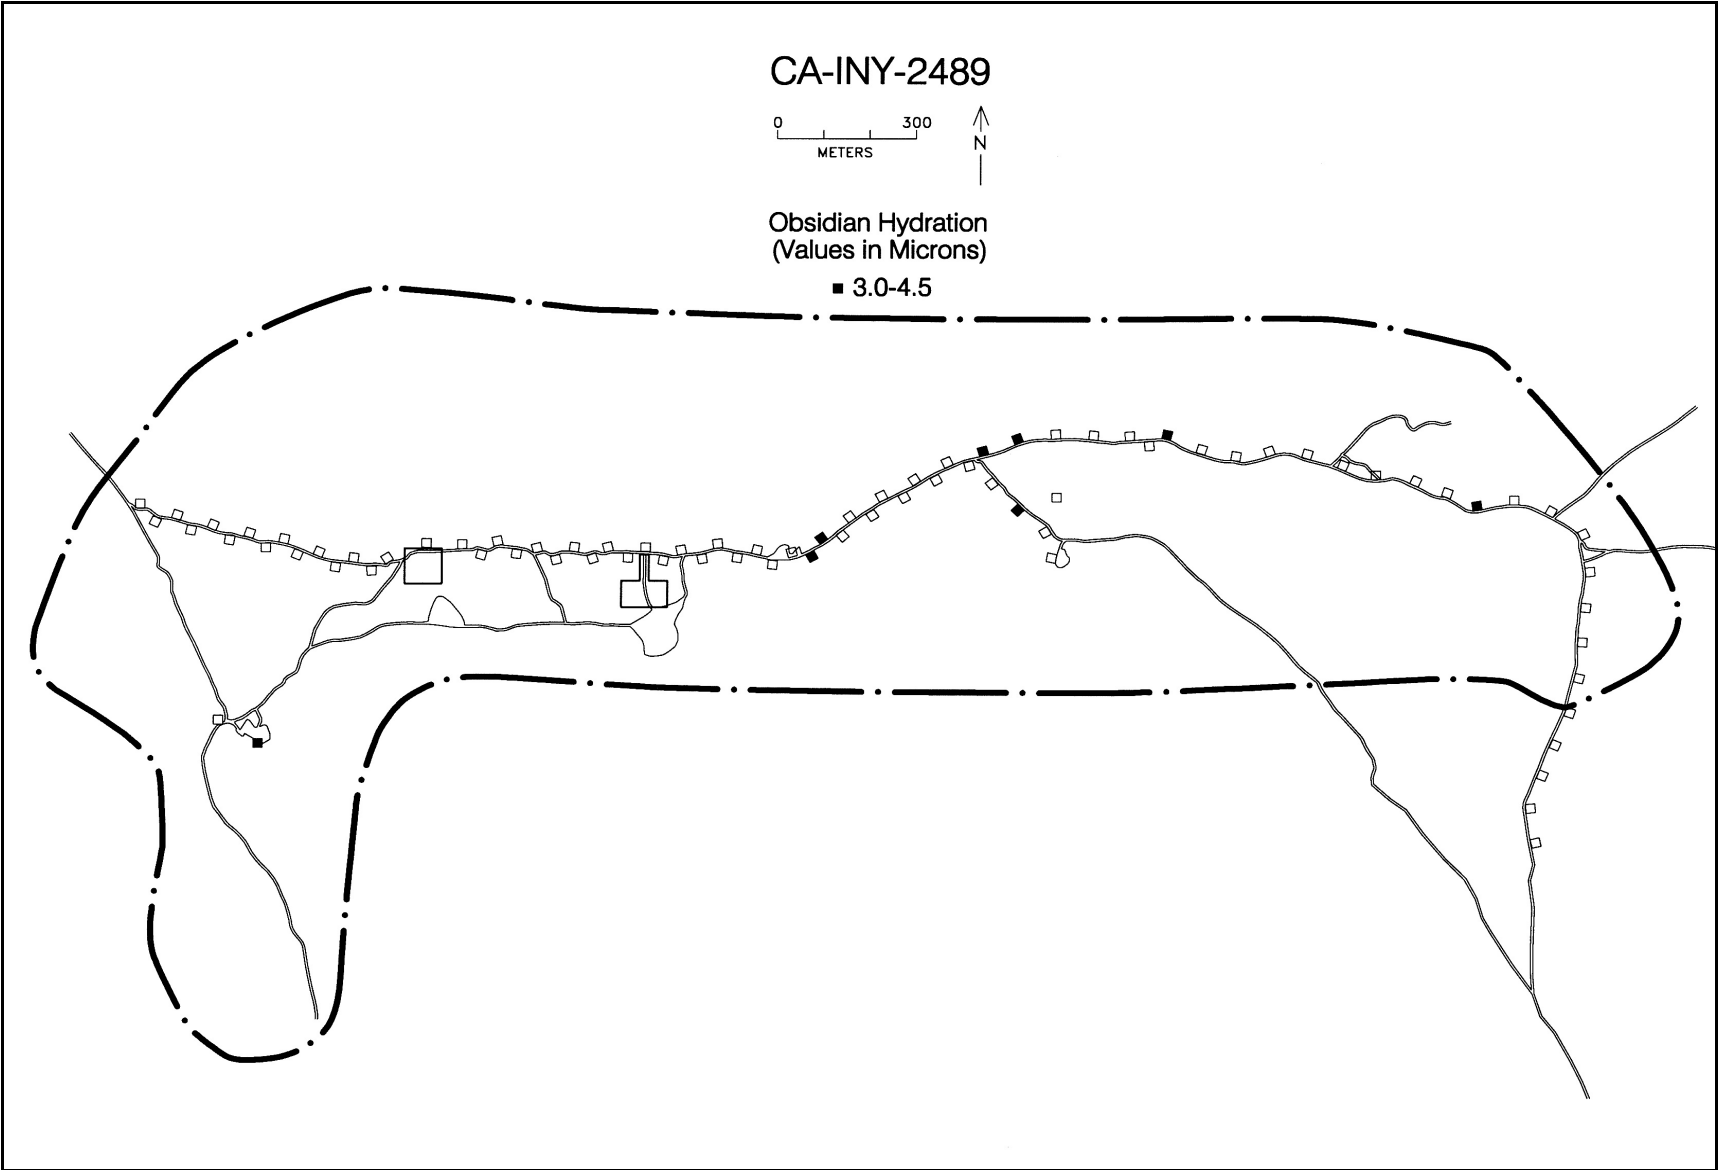 CA-INY-2489
0 300
METERS
N
Obsidian Hydration
(Values in Microns)
■ 3.0-4.5